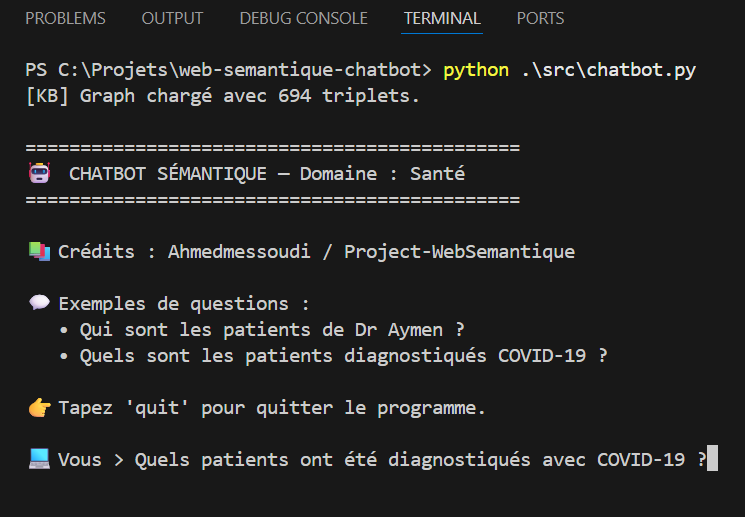 PROBLEMS OUTPUT DEBUG CONSOLE TERMINAL PORTS
PS C:\Projets\web-semantique-chatbot> python .\src\chatbot.py
[KB] Graph chargé avec 694 triplets.
==============================================
🤖 CHATBOT SÉMANTIQUE — Domaine : Santé
==============================================
📚 Crédits : Ahmedmessoudi / Project-WebSemantique
💬 Exemples de questions :
• Qui sont les patients de Dr Aymen ?
• Quels sont les patients diagnostiqués COVID-19 ?
👉 Tapez 'quit' pour quitter le programme.
💻 Vous > Quels patients ont été diagnostiqués avec COVID-19 ?